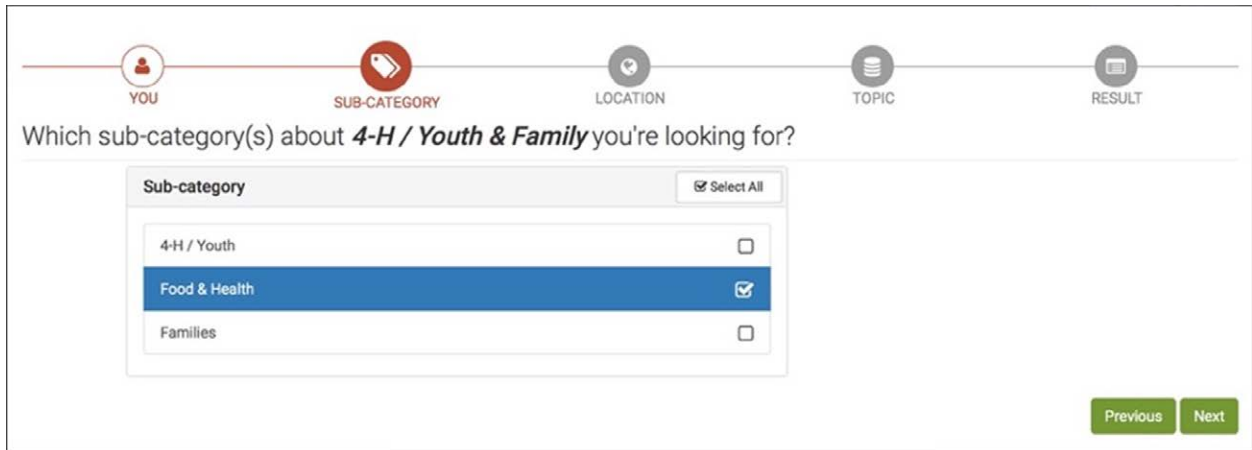 YOU
SUB-CATEGORY
LOCATION
TOPIC
RESULT
Which sub-category(s) about 4-H / Youth & Family you're looking for?
Sub-category
Select All
4-H / Youth
Food & Health
Families
Previous
Next